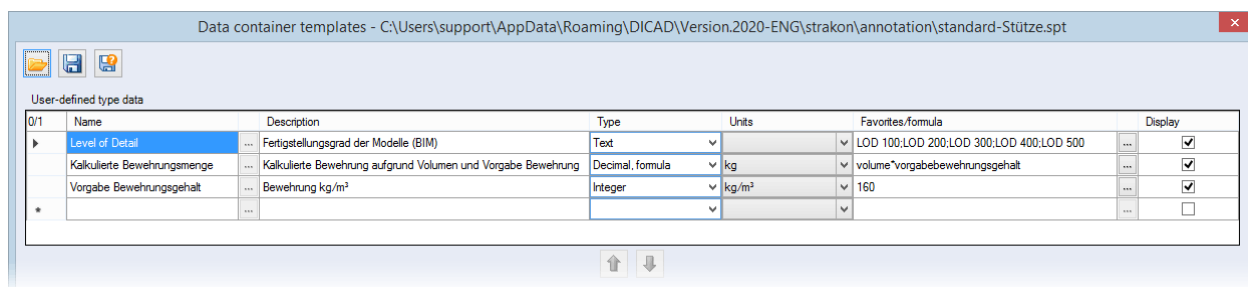 Data container templates - C:\Users\support\AppData\Roaming\DICAD\Version.2020-ENG\strakon\annotation\standard-Stütze.spt
User-defined type data
0/1 Name Description Type Units Favorites/formula Display
Level of Detail ... Fertigstellungsgrad der Modelle (BIM) Text LOD 100;LOD 200;LOD 300;LOD 400;LOD 500 ...
Kalkulierte Bewehrungsmenge ... Kalkulierte Bewehrung aufgrund Volumen und Vorgabe Bewehrung Decimal, formula kg volume*vorgabebewehrungsgehalt ...
Vorgabe Bewehrungsgehalt ... Bewehrung kg/m³ Integer kg/m³ 160 ...
* ... ...